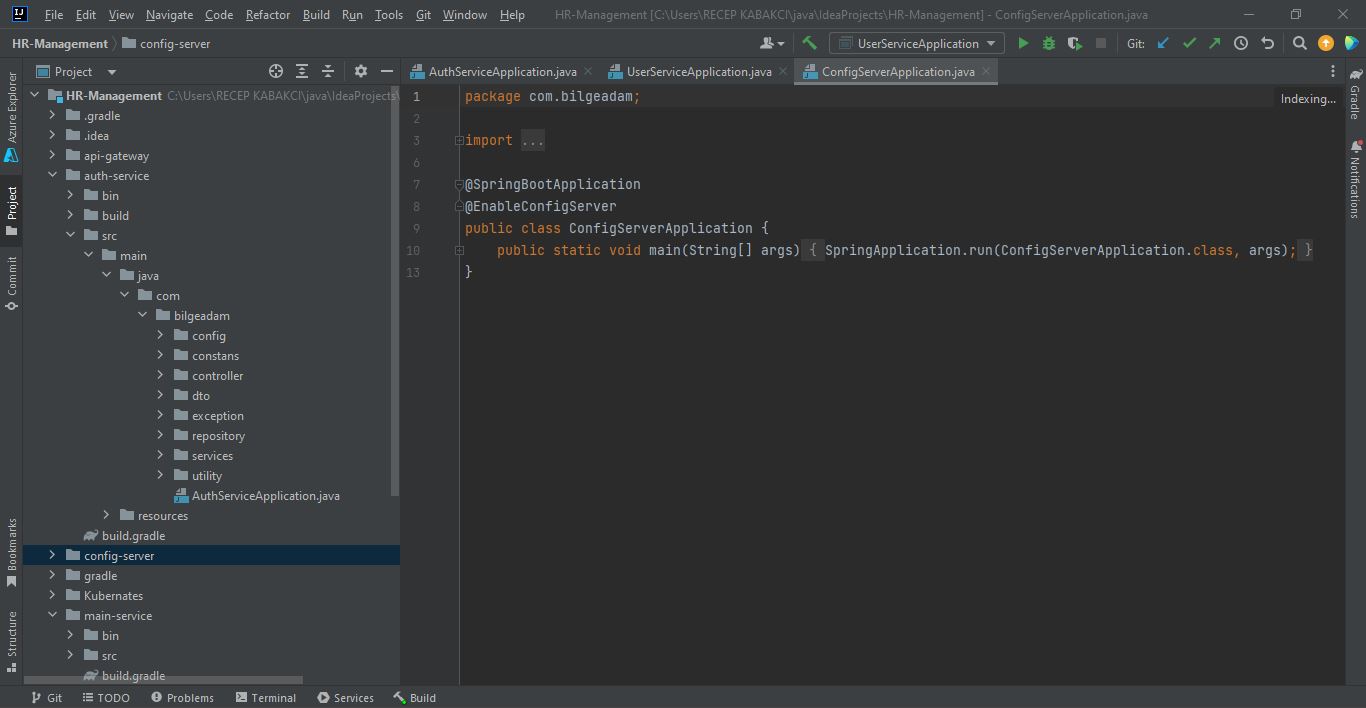 IJ File Edit View Navigate Code Refactor Build Run Tools Git Window Help HR-Management [C:\Users\RECEP KABAKCI\java\IdeaProjects\HR-Management] - ConfigServerApplication.java
HR-Management config-server UserServiceApplication Git:
Project AuthServiceApplication.java UserServiceApplication.java ConfigServerApplication.java
Azure Explorer
Project
Commit
Bookmarks
Structure
HR-Management C:\Users\RECEP KABAKCI\java\IdeaProjects\
.gradle
.idea
api-gateway
auth-service
bin
build
src
main
java
com
bilgeadam
config
constans
controller
dto
exception
repository
services
utility
AuthServiceApplication.java
resources
build.gradle
config-server
gradle
Kubernates
main-service
bin
src
build.gradle
1 package com.bilgeadam;
2
3 import ...
6
7 @SpringBootApplication
8 @EnableConfigServer
9 public class ConfigServerApplication {
10 public static void main(String[] args) { SpringApplication.run(ConfigServerApplication.class, args); }
13 }
Indexing...
Gradle
Notifications
Git TODO Problems Terminal Services Build